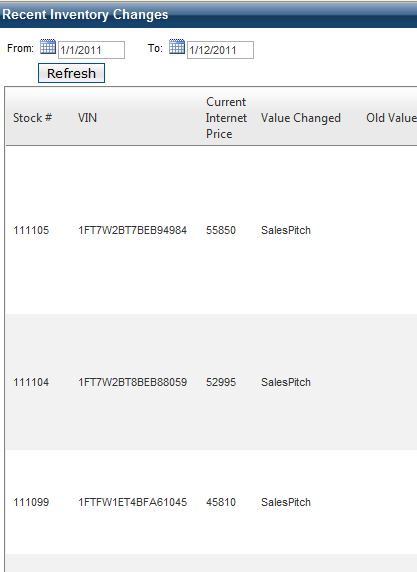 Recent Inventory Changes
From: 1/1/2011 To: 1/12/2011
Refresh
Stock # VIN Current Internet Price Value Changed Old Value
111105 1FT7W2BT7BEB94984 55850 SalesPitch
111104 1FT7W2BT8BEB88059 52995 SalesPitch
111099 1FTFW1ET4BFA61045 45810 SalesPitch